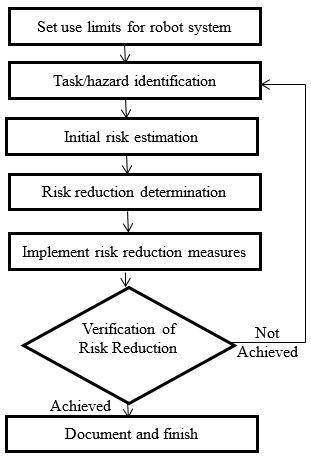 Set use limits for robot system
Task/hazard identification
Initial risk estimation
Risk reduction determination
Implement risk reduction measures
Verification of
Risk Reduction
Not
Achieved
Achieved
Document and finish